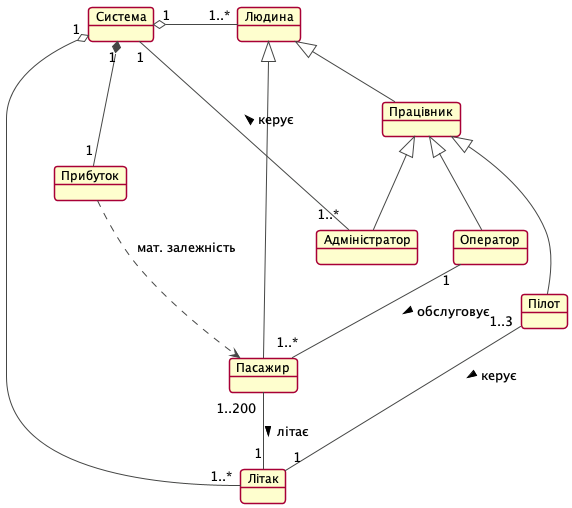 Система
1
1
1..*
Людина
1
1
Працівник
керує
1
Прибуток
1..*
Адміністратор
Оператор
мат. залежність
1
Пілот
обслуговує
1..3
1..*
Пасажир
керує
1..200
літає
1
1
1..*
Літак